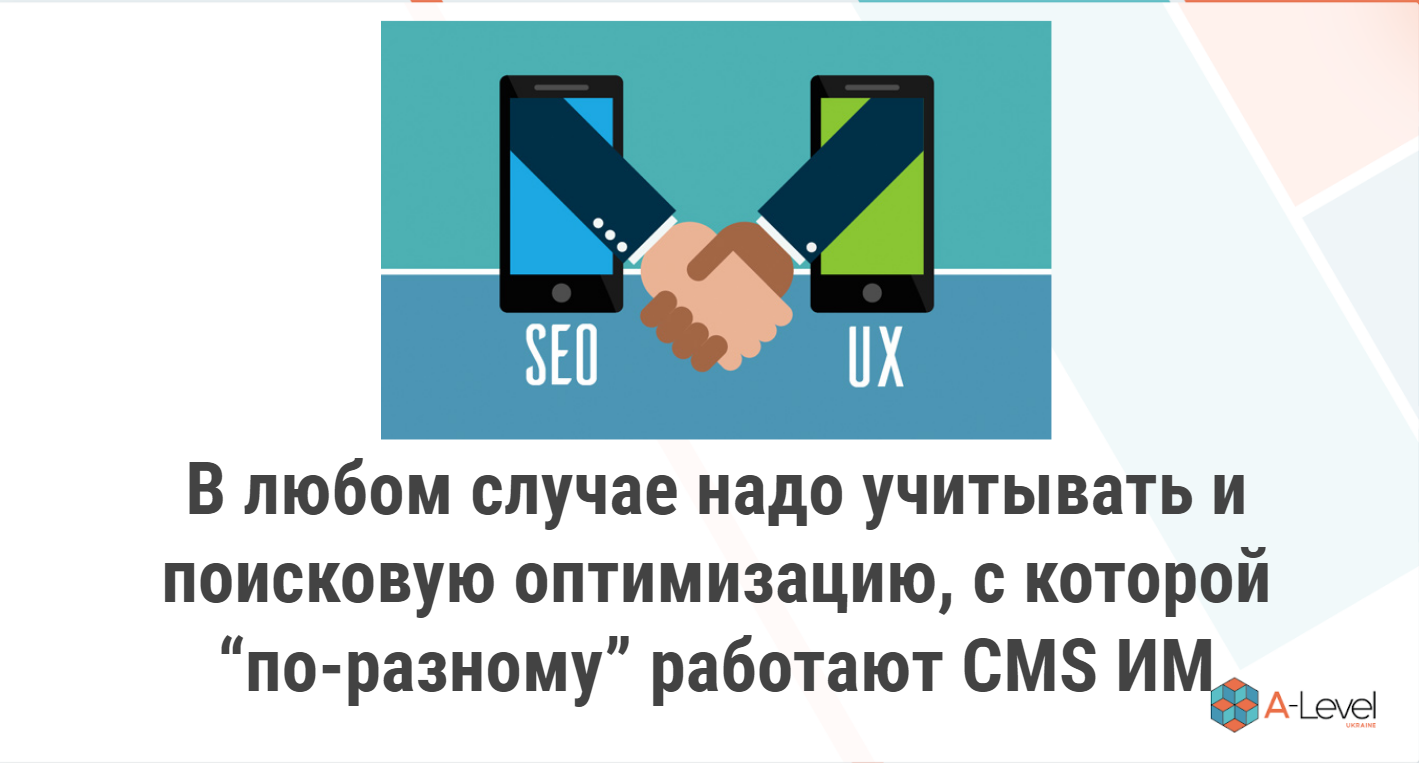 SEO
UX
В любом случае надо учитывать и
поисковую оптимизацию, с которой
“по-разному” работают CMS ИМ
A-Level
UKRAINE